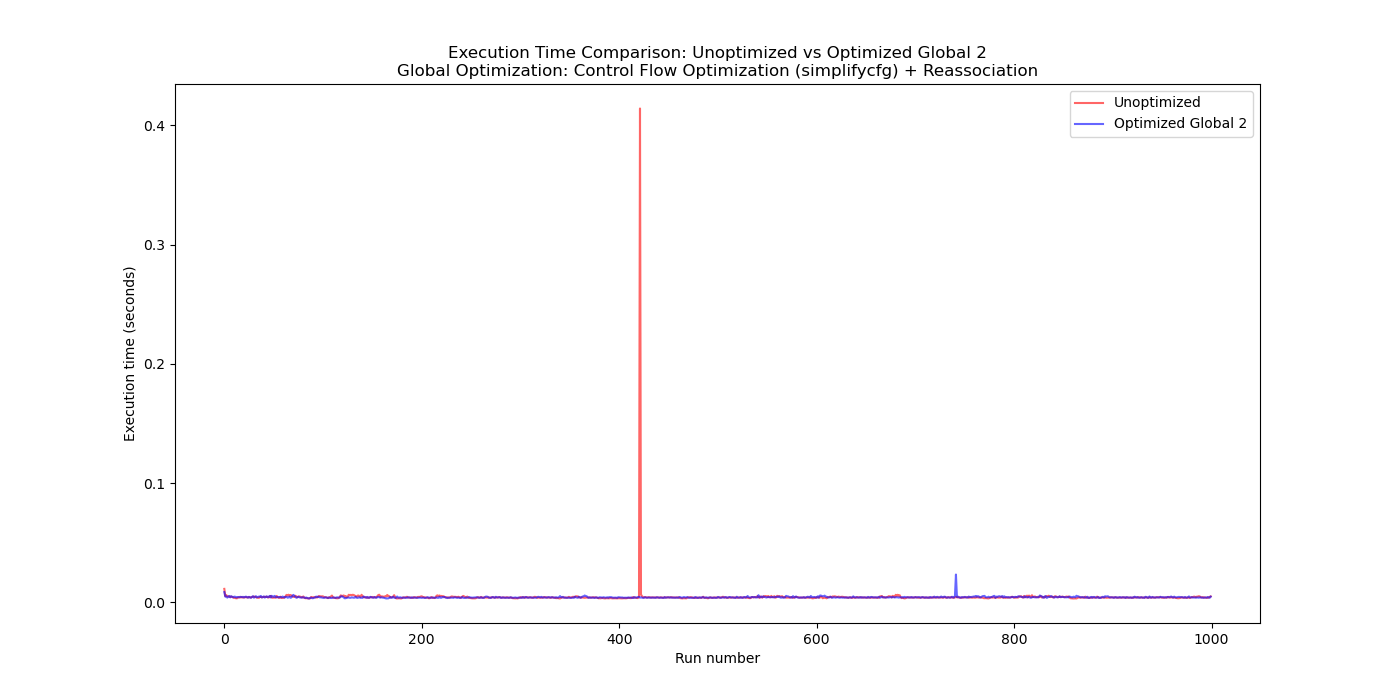 Execution Time Comparison: Unoptimized vs Optimized Global 2
Global Optimization: Control Flow Optimization (simplifycfg) + Reassociation
Unoptimized
Optimized Global 2
Execution time (seconds)
0.4
0.3
0.2
0.1
0.0
0 200 400 600 800 1000
Run number